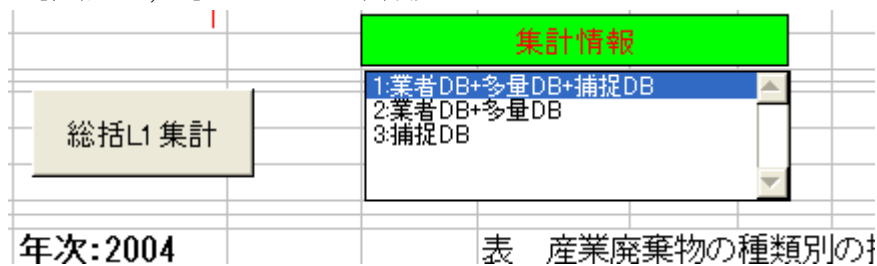 集計情報
1:業者DB+多量DB+捕捉DB
2:業者DB+多量DB
3:捕捉DB
総括L1 集計
年次:2004
表 産業廃棄物の種類別の